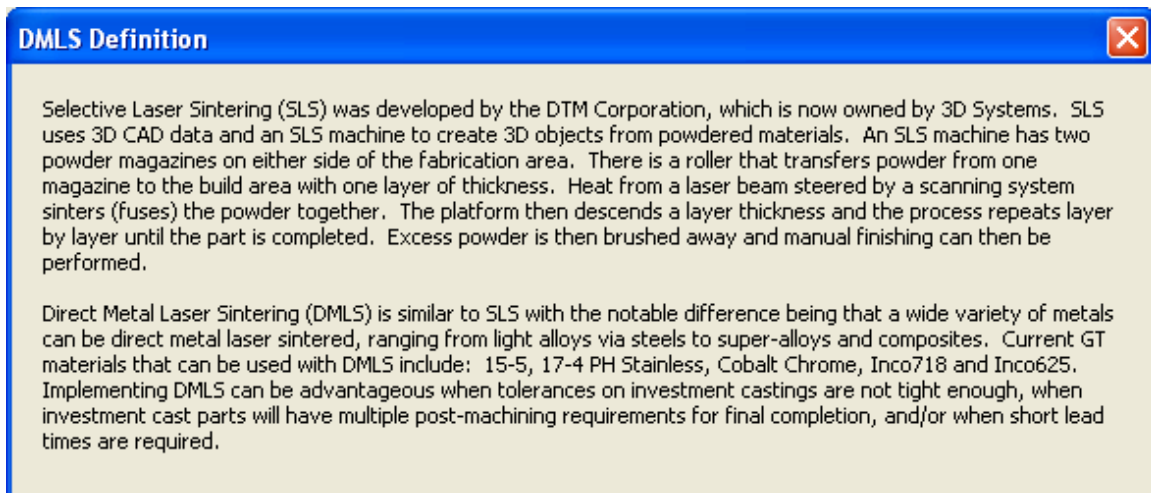 DMLS Definition
Selective Laser Sintering (SLS) was developed by the DTM Corporation, which is now owned by 3D Systems.  SLS
uses 3D CAD data and an SLS machine to create 3D objects from powdered materials.  An SLS machine has two
powder magazines on either side of the fabrication area.  There is a roller that transfers powder from one
magazine to the build area with one layer of thickness.  Heat from a laser beam steered by a scanning system
sinters (fuses) the powder together.  The platform then descends a layer thickness and the process repeats layer
by layer until the part is completed.  Excess powder is then brushed away and manual finishing can then be
performed.
Direct Metal Laser Sintering (DMLS) is similar to SLS with the notable difference being that a wide variety of metals
can be direct metal laser sintered, ranging from light alloys via steels to super-alloys and composites.  Current GT
materials that can be used with DMLS include:  15-5, 17-4 PH Stainless, Cobalt Chrome, Inco718 and Inco625.
Implementing DMLS can be advantageous when tolerances on investment castings are not tight enough, when
investment cast parts will have multiple post-machining requirements for final completion, and/or when short lead
times are required.